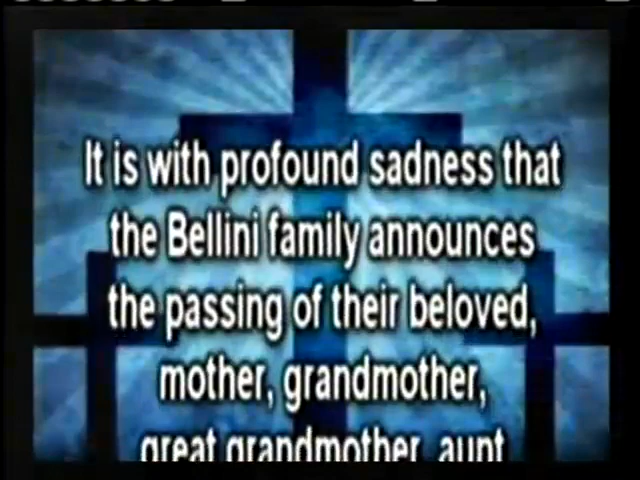 It is with profound sadness that
the Bellini family announces
the passing of their beloved,
mother, grandmother,
great grandmother, aunt